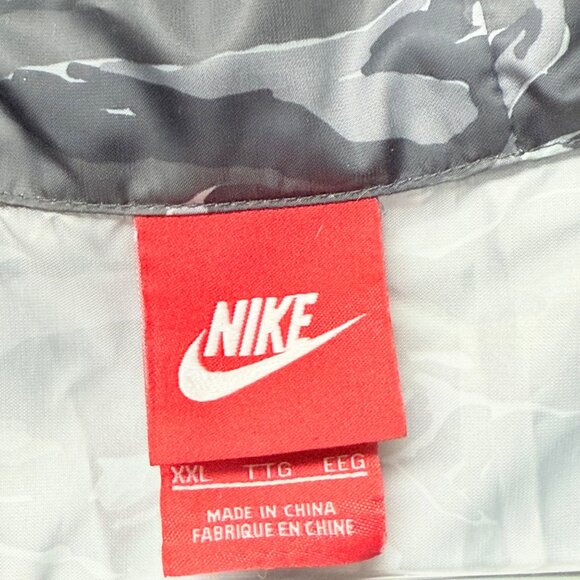 NIKE
XXL TTG EEG
MADE IN CHINA
FABRIQUE EN CHINE